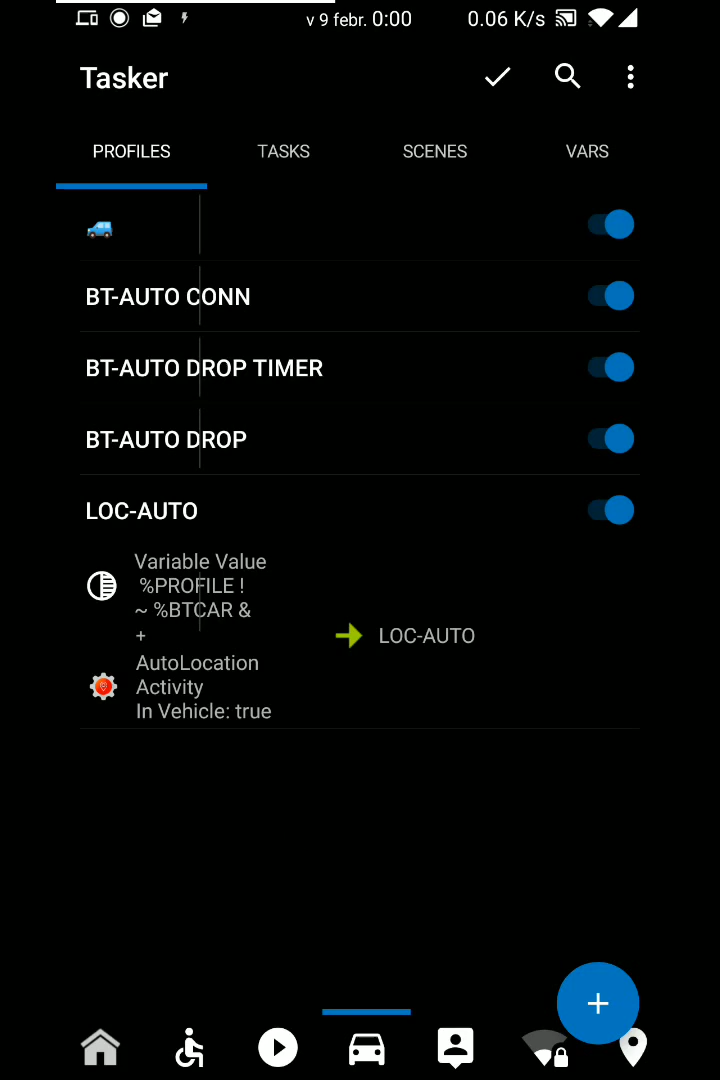 v 9 febr. 0:00
0.06 K/s
Tasker
PROFILES
TASKS
SCENES
VARS
BT-AUTO CONN
BT-AUTO DROP TIMER
BT-AUTO DROP
LOC-AUTO
Variable Value
%PROFILE !
~ %BTCAR &
+
LOC-AUTO
AutoLocation
Activity
In Vehicle: true
+